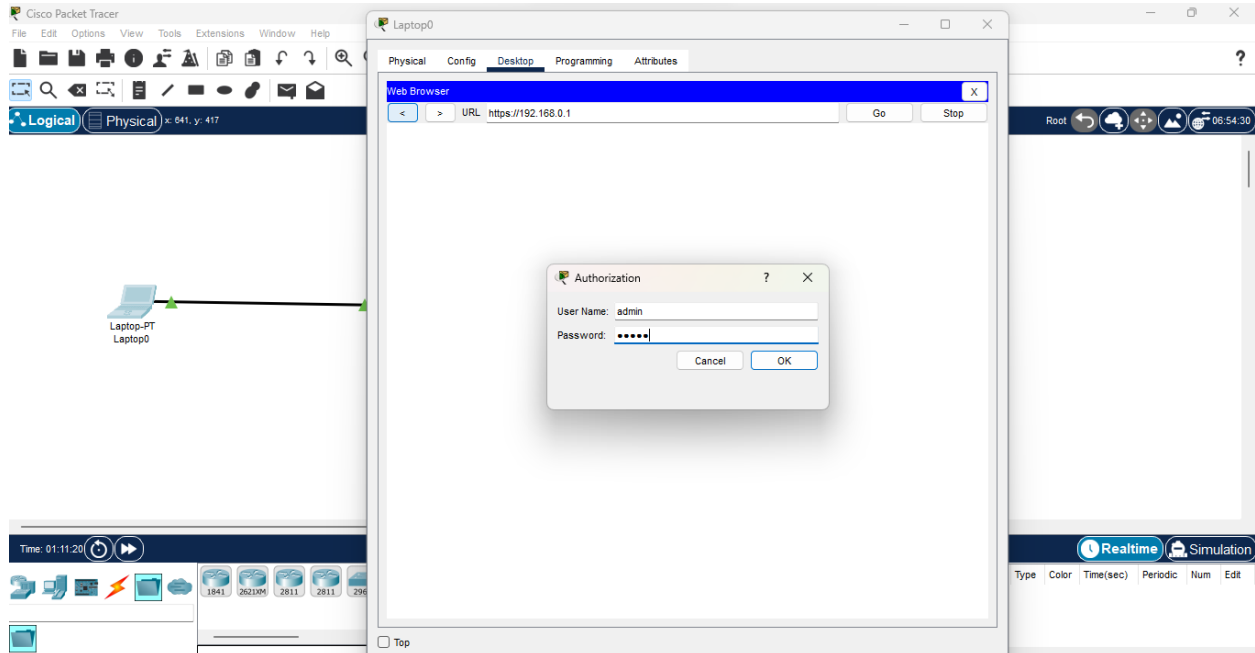 Cisco Packet Tracer
File Edit Options View Tools Extensions Window Help
Logical Physical x: 641, y: 417
Root 06:54:30
Laptop-PT
Laptop0
Laptop0
Physical Config Desktop Programming Attributes
Web Browser X
< > URL https://192.168.0.1 Go Stop
Authorization ?
User Name: admin
Password: •••••
Cancel OK
Top
Time: 01:11:20
Realtime Simulation
1841 2621XM 2811 2811 296
Type Color Time(sec) Periodic Num Edit
?